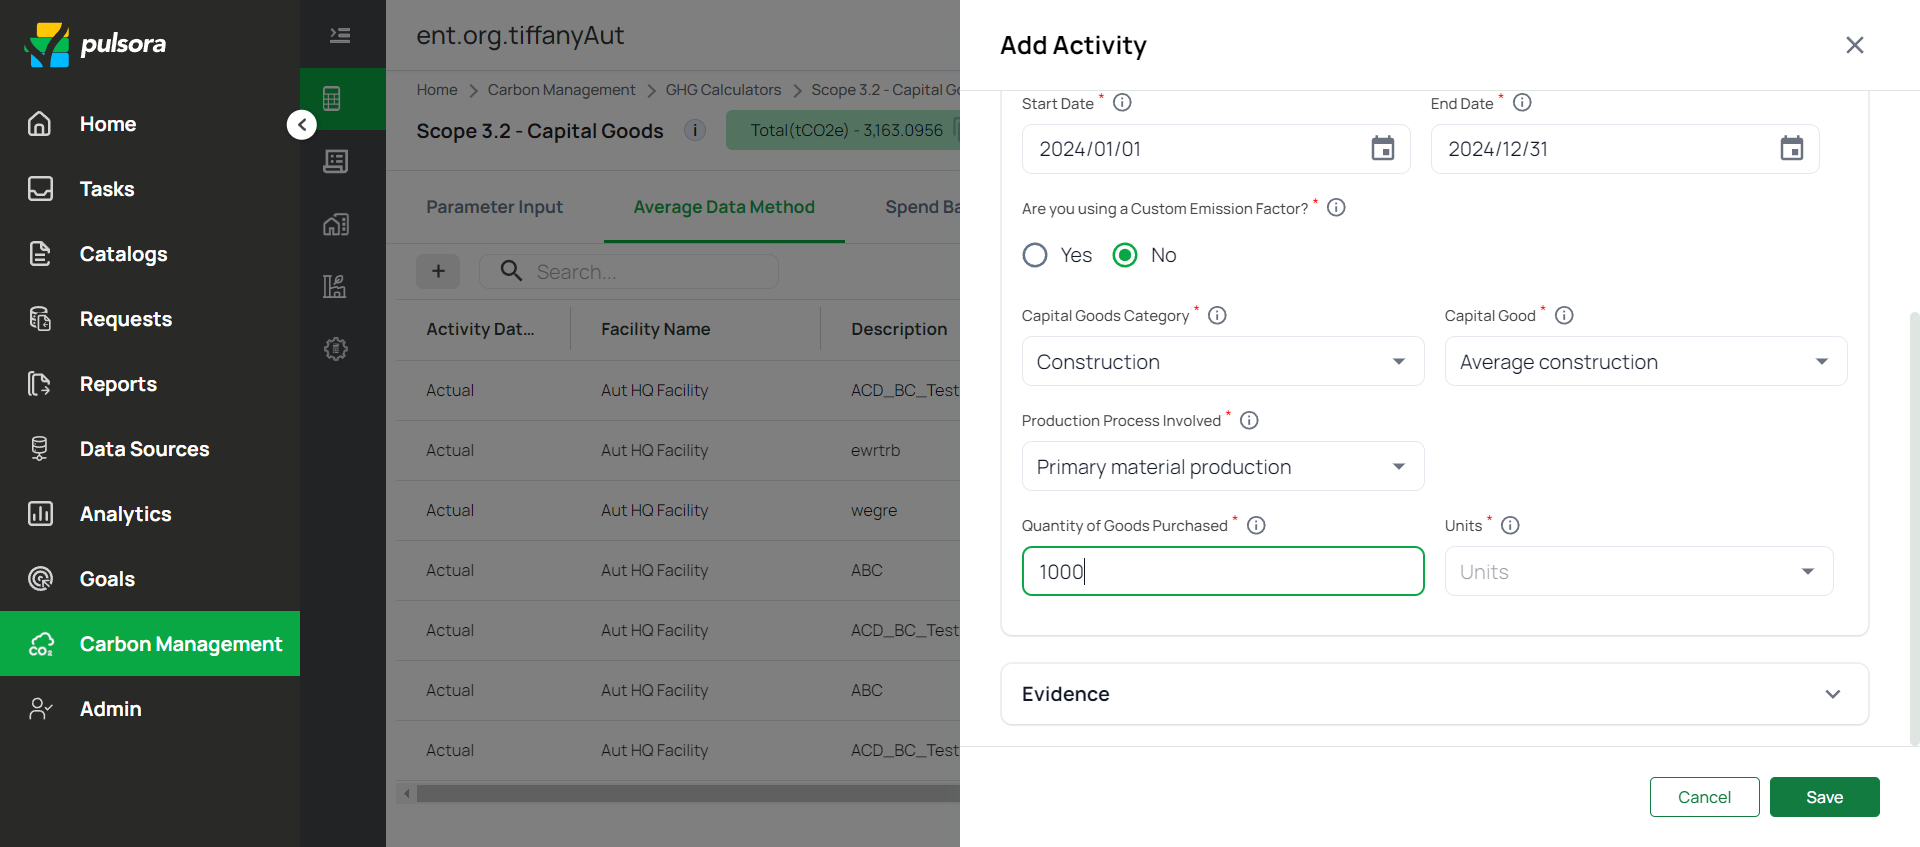 pulsora
Home
Tasks
Catalogs
Requests
Reports
Data Sources
Analytics
Goals
Carbon Management
Admin
ent.org.tiffanyAut
Home > Carbon Management > GHG Calculators > Scope 3.2 - Capital Go
Scope 3.2 - Capital Goods
Total(tCO2e) - 3,163.0956
Parameter Input
Average Data Method
Spend Ba
+
Search...
Activity Dat...
Facility Name
Description
Actual
Aut HQ Facility
ACD_BC_Test
Actual
Aut HQ Facility
ewrtrb
Actual
Aut HQ Facility
wegre
Actual
Aut HQ Facility
ABC
Actual
Aut HQ Facility
ACD_BC_Test
Actual
Aut HQ Facility
ABC
Actual
Aut HQ Facility
ACD_BC_Test
Add Activity
Start Date *
End Date *
2024/01/01
2024/12/31
Are you using a Custom Emission Factor? *
Yes
No
Capital Goods Category *
Capital Good *
Construction
Average construction
Production Process Involved *
Primary material production
Quantity of Goods Purchased *
Units *
1000
Units
Evidence
Cancel
Save